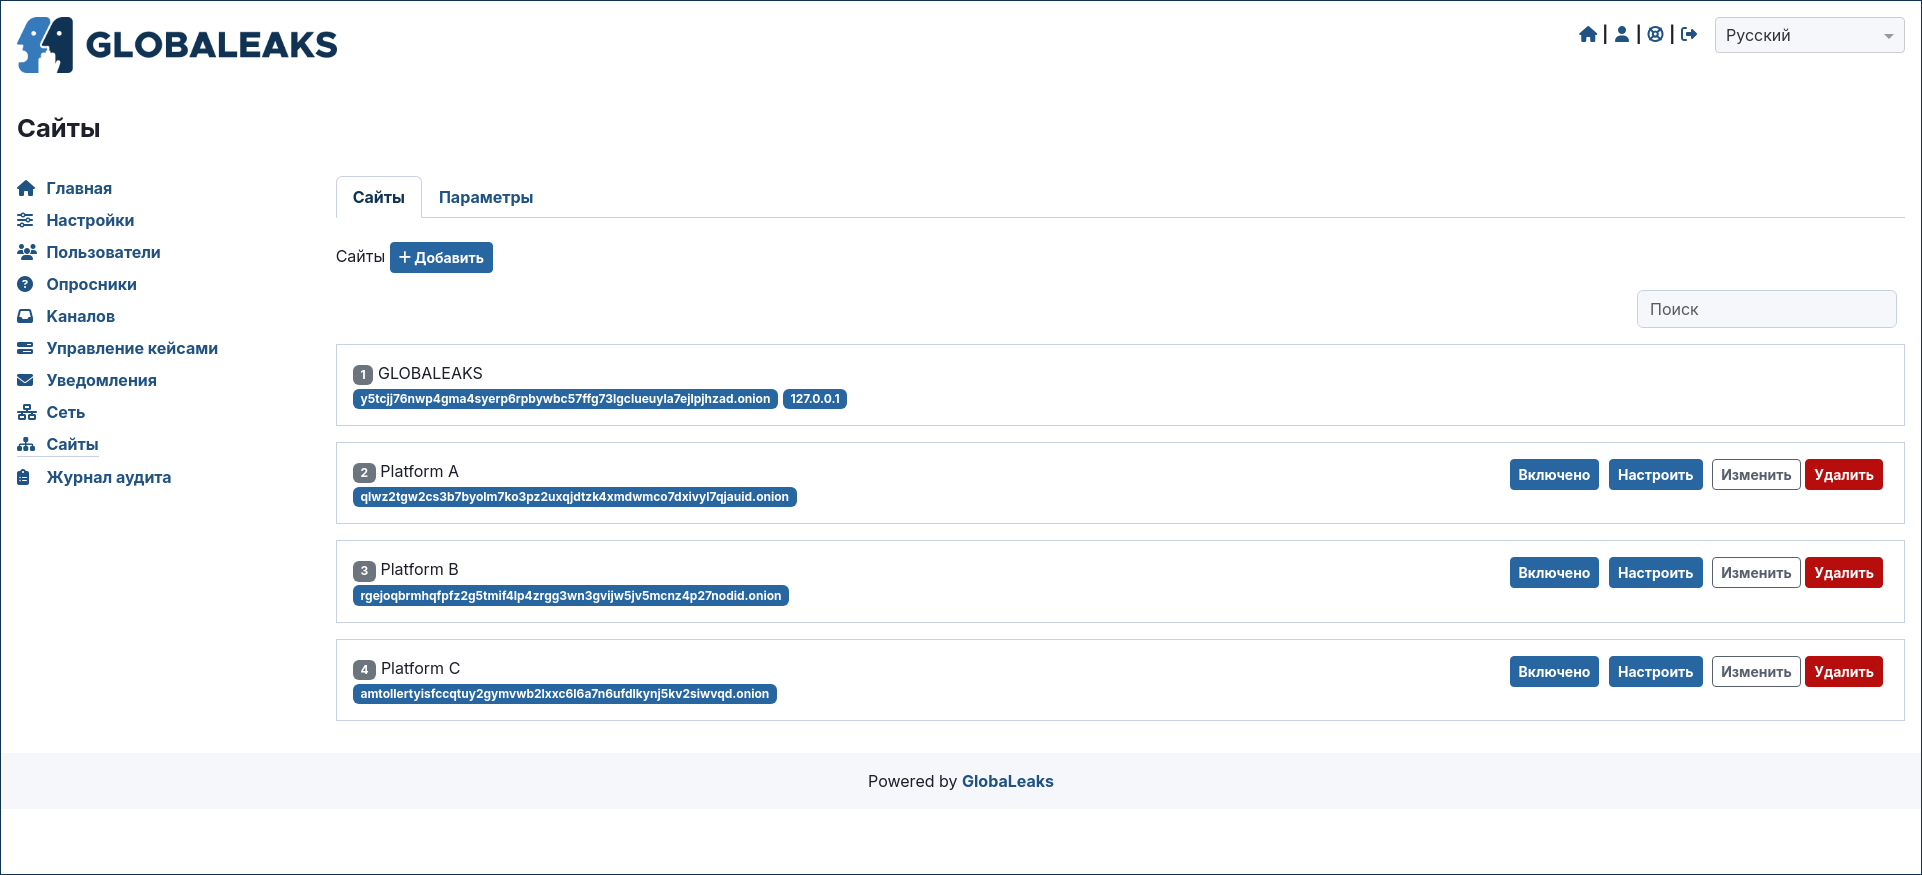 GLOBALEAKS
Русский
Сайты
Главная
Настройки
Пользователи
Опросники
Каналов
Управление кейсами
Уведомления
Сеть
Сайты
Журнал аудита
Сайты Параметры
Сайты Добавить
Поиск
1 GLOBALEAKS
y5tcjj76nwp4gma4syerp6rpbywbc57ffg73lgclueuyla7ejlpjhzad.onion 127.0.0.1
2 Platform A Включено Настроить Изменить Удалить
qlwz2tgw2cs3b7byolm7ko3pz2uxqjdtzk4xmdwmco7dxivyl7qjauid.onion
3 Platform B Включено Настроить Изменить Удалить
rgejoqbrmhqfpfz2g5tmif4lp4zrgg3wn3gvijw5jv5mcnz4p27nodid.onion
4 Platform C Включено Настроить Изменить Удалить
amtollertyisfccqtuy2gymvwb2lxxc6l6a7n6ufdlkynj5kv2siwvqd.onion
Powered by GlobaLeaks